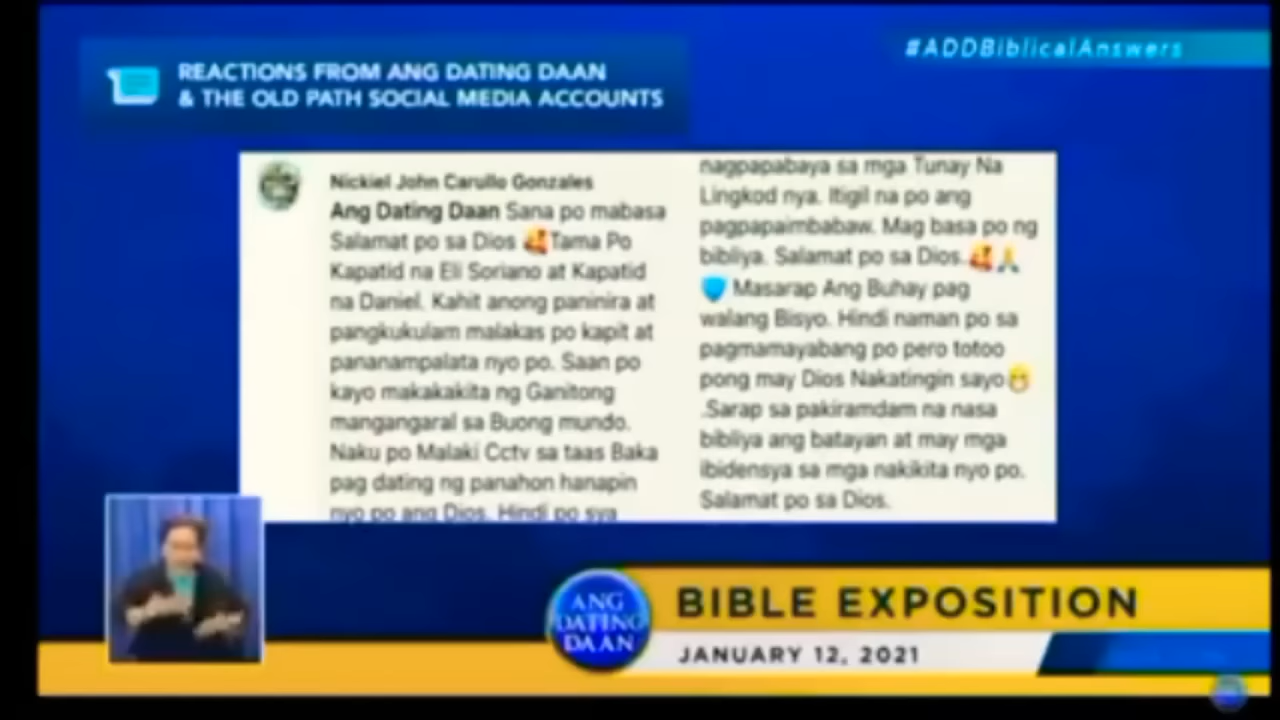 #ADDBiblicalAnswers
REACTIONS FROM ANG DATING DAAN
& THE OLD PATH SOCIAL MEDIA ACCOUNTS
Nickiel John Carullo Gonzales
Ang Dating Daan Sana po mabasa
Salamat po sa Dios 🥰Tama Po
Kapatid na Eli Soriano at Kapatid
na Daniel. Kahit anong paninira at
pangkukulam malakas po kapit at
pananampalata nyo po. Saan po
kayo makakakita ng Ganitong
mangangaral sa Buong mundo.
Naku po Malaki Cctv sa taas Baka
pag dating ng panahon hanapin
nyo po ang Dios. Hindi po sya
nagpapabaya sa mga Tunay Na
Lingkod nya. Itigil na po ang
pagpapaimbabaw. Mag basa po ng
bibliya. Salamat po sa Dios.🥰🙏
💙 Masarap Ang Buhay pag
walang Bisyo. Hindi naman po sa
pagmamayabang po pero totoo
pong may Dios Nakatingin sayo😁
.Sarap sa pakiramdam na nasa
bibliya ang batayan at may mga
ibidensya sa mga nakikita nyo po.
Salamat po sa Dios.
ANG
DATING
DAAN
BIBLE EXPOSITION
JANUARY 12, 2021